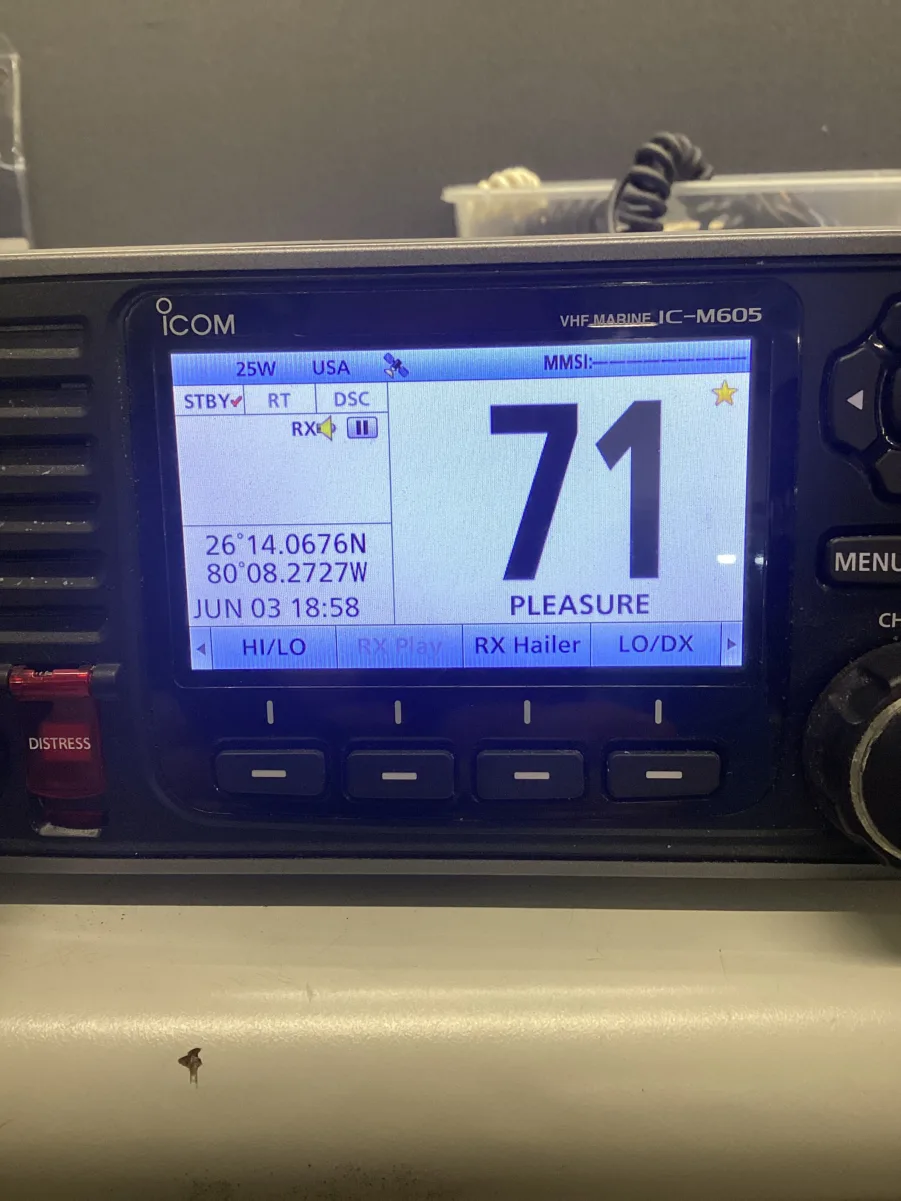 ICOM
VHF MARINE IC-M605
25W USA MMSI:----------
STBY RT DSC
RX
71
26°14.0676N
80°08.2727W
JUN 03 18:58
PLEASURE
HI/LO RX Play RX Hailer LO/DX
MENU
CH
DISTRESS